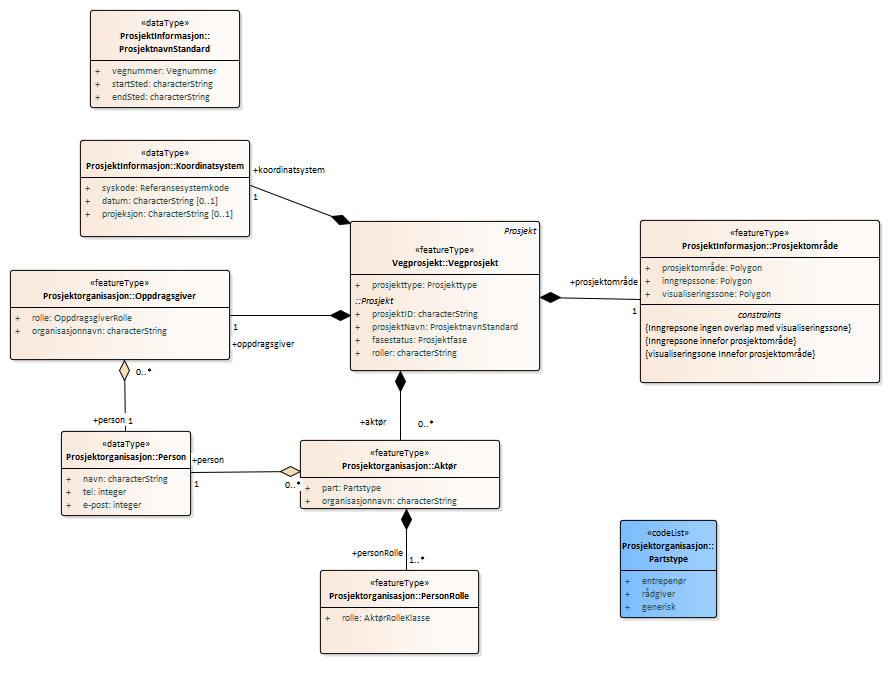 «dataType»
ProsjektInformasjon::
ProsjektnavnStandard
+ vegnummer: Vegnummer
+ startSted: characterString
+ endSted: characterString
«dataType»
ProsjektInformasjon::Koordinatsystem
+ syskode: Referansesystemkode
+ datum: CharacterString [0..1]
+ projeksjon: CharacterString [0..1]
+koordinatsystem
1
Prosjekt
«featureType»
Vegprosjekt::Vegprosjekt
+ prosjekttype: Prosjekttype
::Prosjekt
+ prosjektID: characterString
+ prosjektNavn: ProsjektnavnStandard
+ fasestatus: Prosjektfase
+ roller: characterString
+prosjektområde
1
«featureType»
ProsjektInformasjon::Prosjektområde
+ prosjektområde: Polygon
+ inngrepssone: Polygon
+ visualiseringssone: Polygon
constraints
{Inngrepsone ingen overlap med visualiseringssone}
{Inngrepsone innefor prosjektområde}
{visualiseringsone Innefor prosjektområde}
«featureType»
Prosjektorganisasjon::Oppdragsgiver
+ rolle: OppdragsgiverRolle
+ organisasjonnavn: characterString
1
+oppdragsgiver
0..*
+person 1
«dataType»
Prosjektorganisasjon::Person
+ navn: characterString
+ tel: integer
+ e-post: integer
+person
1
0..*
+aktør
0..*
«featureType»
Prosjektorganisasjon::Aktør
+ part: Partstype
+ organisasjonnavn: characterString
+personRolle
1..*
«featureType»
Prosjektorganisasjon::PersonRolle
+ rolle: AktørRolleKlasse
«codeList»
Prosjektorganisasjon::
Partstype
+ entrepenør
+ rådgiver
+ generisk